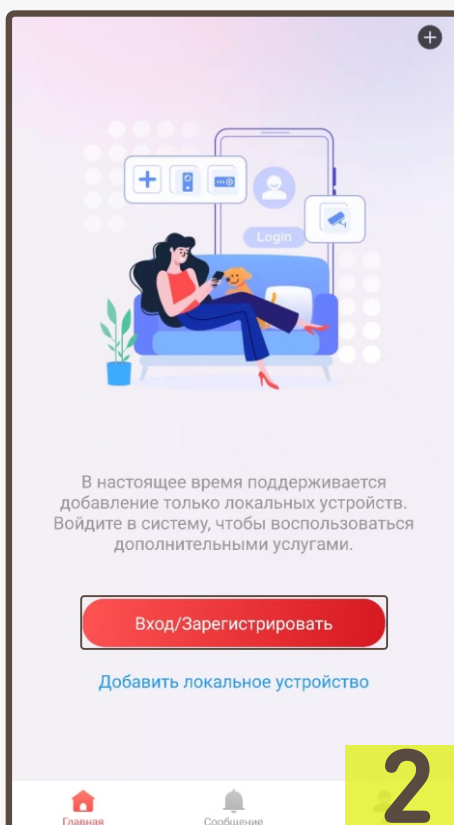 Login
В настоящее время поддерживается
добавление только локальных устройств.
Войдите в систему, чтобы воспользоваться
дополнительными услугами.
Вход/Зарегистрировать
Добавить локальное устройство
2
Главная
Сообщение